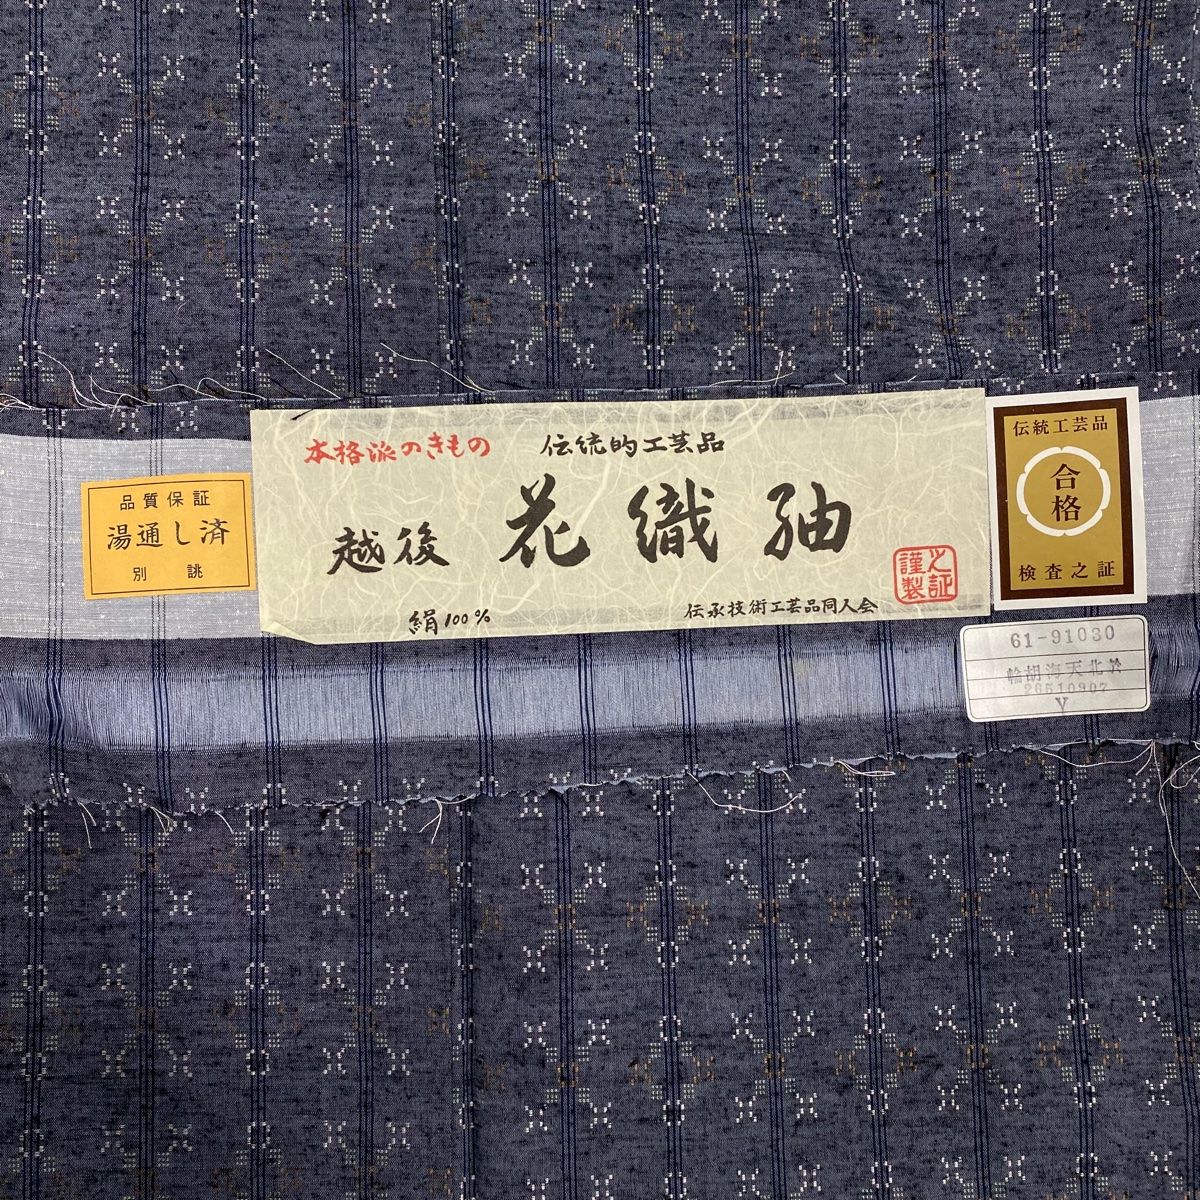 本格派のきもの 伝統的工芸品
越後 花織紬
絹100%
伝承技術工芸品同人会
謹製之証
品質保証
湯通し済
別誂
伝統工芸品
合格
検査之証
61-91030
V